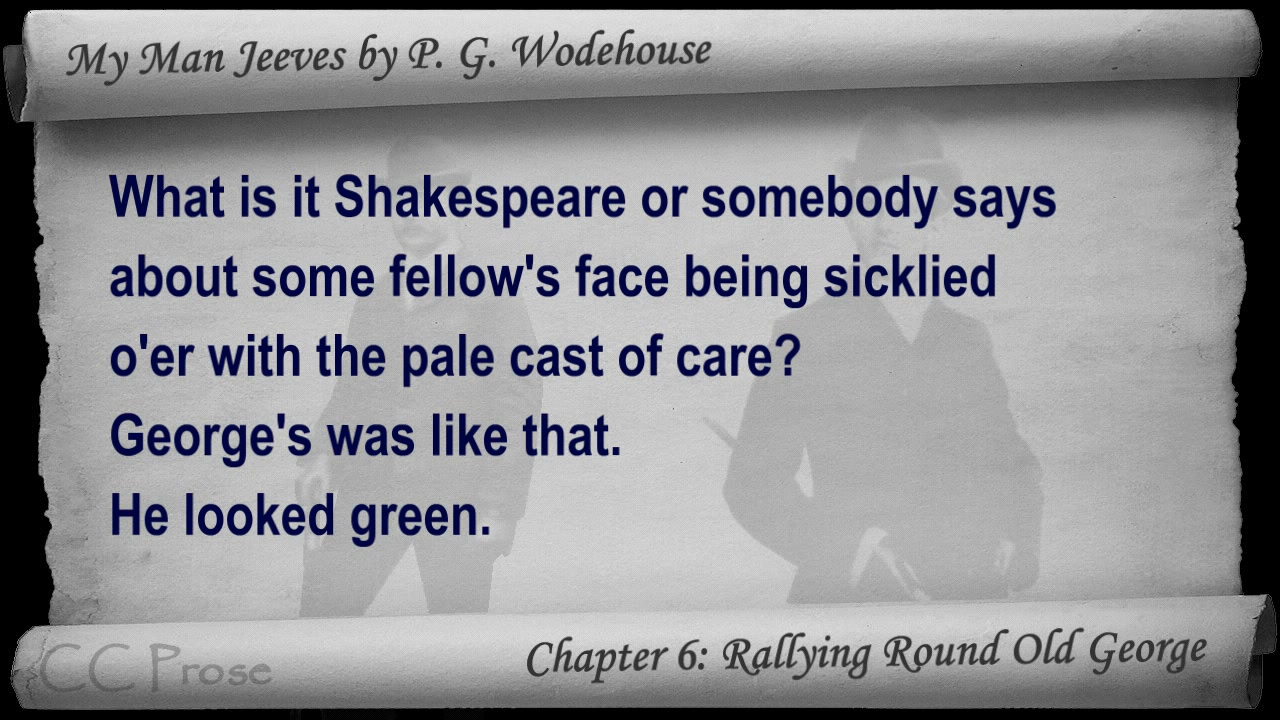 My Man Jeeves by P. G. Wodehouse
What is it Shakespeare or somebody says
about some fellow's face being sicklied
o'er with the pale cast of care?
George's was like that.
He looked green.
CC Prose
Chapter 6: Rallying Round Old George